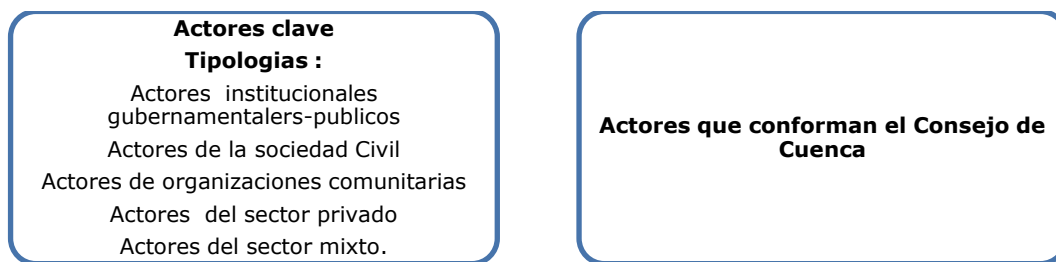 Actores clave
Tipologias :
Actores institucionales
gubernamentalers-publicos
Actores de la sociedad Civil
Actores de organizaciones comunitarias
Actores del sector privado
Actores del sector mixto.
Actores que conforman el Consejo de
Cuenca